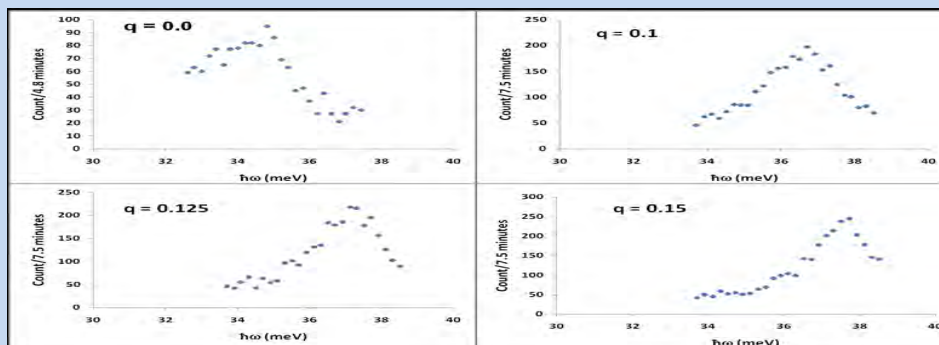 q = 0.0
Count/4.8 minutes
100
90
80
70
60
50
40
30
20
10
0
30 32 34 36 38 40
ħω (meV)
q = 0.1
Count/7.5 minutes
250
200
150
100
50
0
30 32 34 36 38 40
ħω (meV)
q = 0.125
Count/7.5 minutes
250
200
150
100
50
0
30 32 34 36 38 40
ħω (meV)
q = 0.15
Count/7.5 minutes
300
250
200
150
100
50
0
30 32 34 36 38 40
ħω (meV)